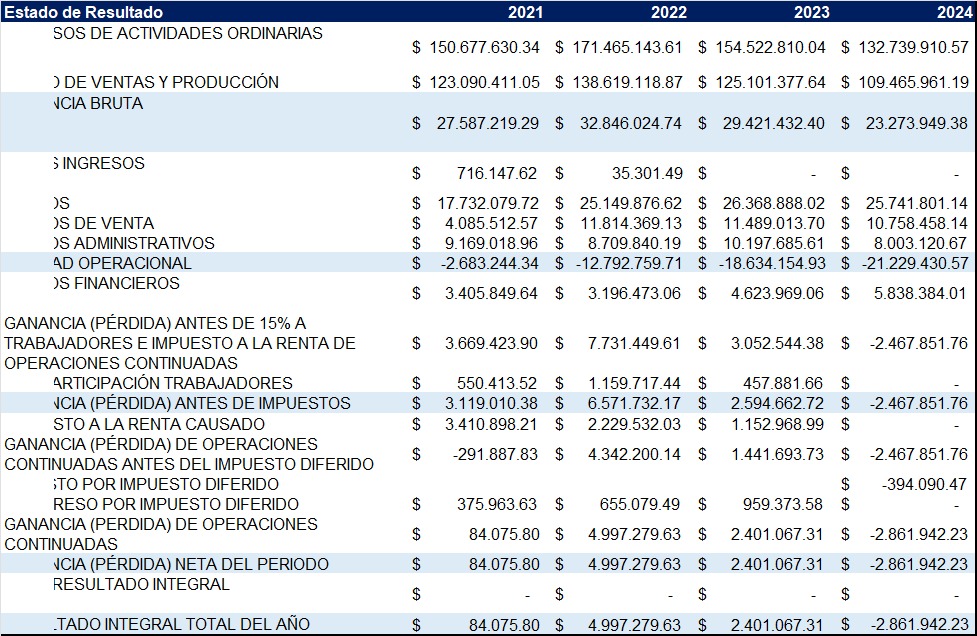 Estado de Resultado 2021 2022 2023 2024
SOS DE ACTIVIDADES ORDINARIAS
$ 150.677.630.34 $ 171.465.143.61 $ 154.522.810.04 $ 132.739.910.57
O DE VENTAS Y PRODUCCIÓN $ 123.090.411.05 $ 138.619.118.87 $ 125.101.377.64 $ 109.465.961.19
NCIA BRUTA
$ 27.587.219.29 $ 32.846.024.74 $ 29.421.432.40 $ 23.273.949.38
S INGRESOS
$ 716.147.62 $ 35.301.49 $ - $ -
OS $ 17.732.079.72 $ 25.149.876.62 $ 26.368.888.02 $ 25.741.801.14
OS DE VENTA $ 4.085.512.57 $ 11.814.369.13 $ 11.489.013.70 $ 10.758.458.14
OS ADMINISTRATIVOS $ 9.169.018.96 $ 8.709.840.19 $ 10.197.685.61 $ 8.003.120.67
AD OPERACIONAL $ -2.683.244.34 $ -12.792.759.71 $ -18.634.154.93 $ -21.229.430.57
OS FINANCIEROS
$ 3.405.849.64 $ 3.196.473.06 $ 4.623.969.06 $ 5.838.384.01
GANANCIA (PÉRDIDA) ANTES DE 15% A
TRABAJADORES E IMPUESTO A LA RENTA DE $ 3.669.423.90 $ 7.731.449.61 $ 3.052.544.38 $ -2.467.851.76
OPERACIONES CONTINUADAS
ARTICIPACIÓN TRABAJADORES $ 550.413.52 $ 1.159.717.44 $ 457.881.66 $ -
NCIA (PÉRDIDA) ANTES DE IMPUESTOS $ 3.119.010.38 $ 6.571.732.17 $ 2.594.662.72 $ -2.467.851.76
STO A LA RENTA CAUSADO $ 3.410.898.21 $ 2.229.532.03 $ 1.152.968.99 $ -
GANANCIA (PÉRDIDA) DE OPERACIONES
CONTINUADAS ANTES DEL IMPUESTO DIFERIDO $ -291.887.83 $ 4.342.200.14 $ 1.441.693.73 $ -2.467.851.76
TO POR IMPUESTO DIFERIDO $ -394.090.47
RESO POR IMPUESTO DIFERIDO $ 375.963.63 $ 655.079.49 $ 959.373.58 $ -
GANANCIA (PERDIDA) DE OPERACIONES
CONTINUADAS $ 84.075.80 $ 4.997.279.63 $ 2.401.067.31 $ -2.861.942.23
NCIA (PÉRDIDA) NETA DEL PERIODO $ 84.075.80 $ 4.997.279.63 $ 2.401.067.31 $ -2.861.942.23
RESULTADO INTEGRAL
$ - $ - $ - $ -
LTADO INTEGRAL TOTAL DEL AÑO $ 84.075.80 $ 4.997.279.63 $ 2.401.067.31 $ -2.861.942.23